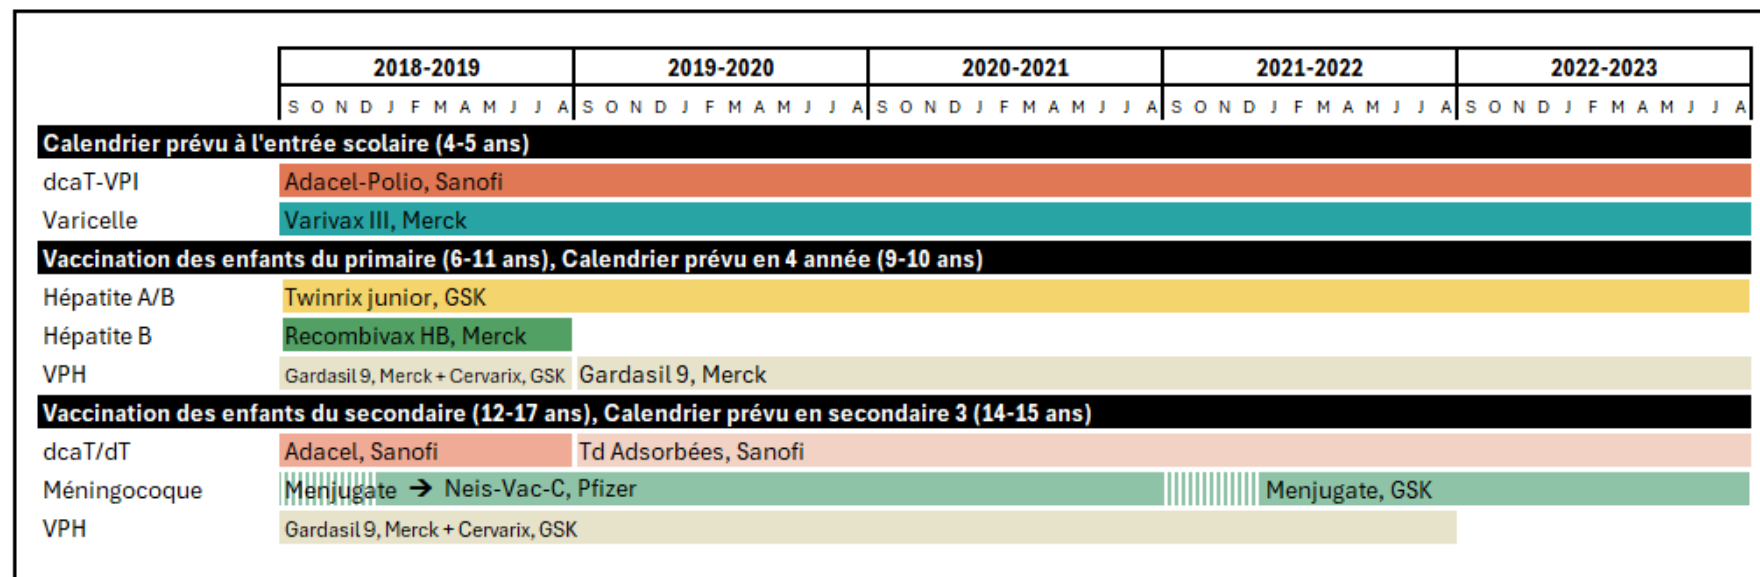 2018-2019 2019-2020 2020-2021 2021-2022 2022-2023
S O N D J F M A M J J A S O N D J F M A M J J A S O N D J F M A M J J A S O N D J F M A M J J A S O N D J F M A M J J A
Calendrier prévu à l'entrée scolaire (4-5 ans)
dcaT-VPI Adacel-Polio, Sanofi
Varicelle Varivax III, Merck
Vaccination des enfants du primaire (6-11 ans), Calendrier prévu en 4 année (9-10 ans)
Hépatite A/B Twinrix junior, GSK
Hépatite B Recombivax HB, Merck
VPH Gardasil 9, Merck + Cervarix, GSK Gardasil 9, Merck
Vaccination des enfants du secondaire (12-17 ans), Calendrier prévu en secondaire 3 (14-15 ans)
dcaT/dT Adacel, Sanofi Td Adsorbées, Sanofi
Méningocoque Menjugate → Neis-Vac-C, Pfizer Menjugate, GSK
VPH Gardasil 9, Merck + Cervarix, GSK